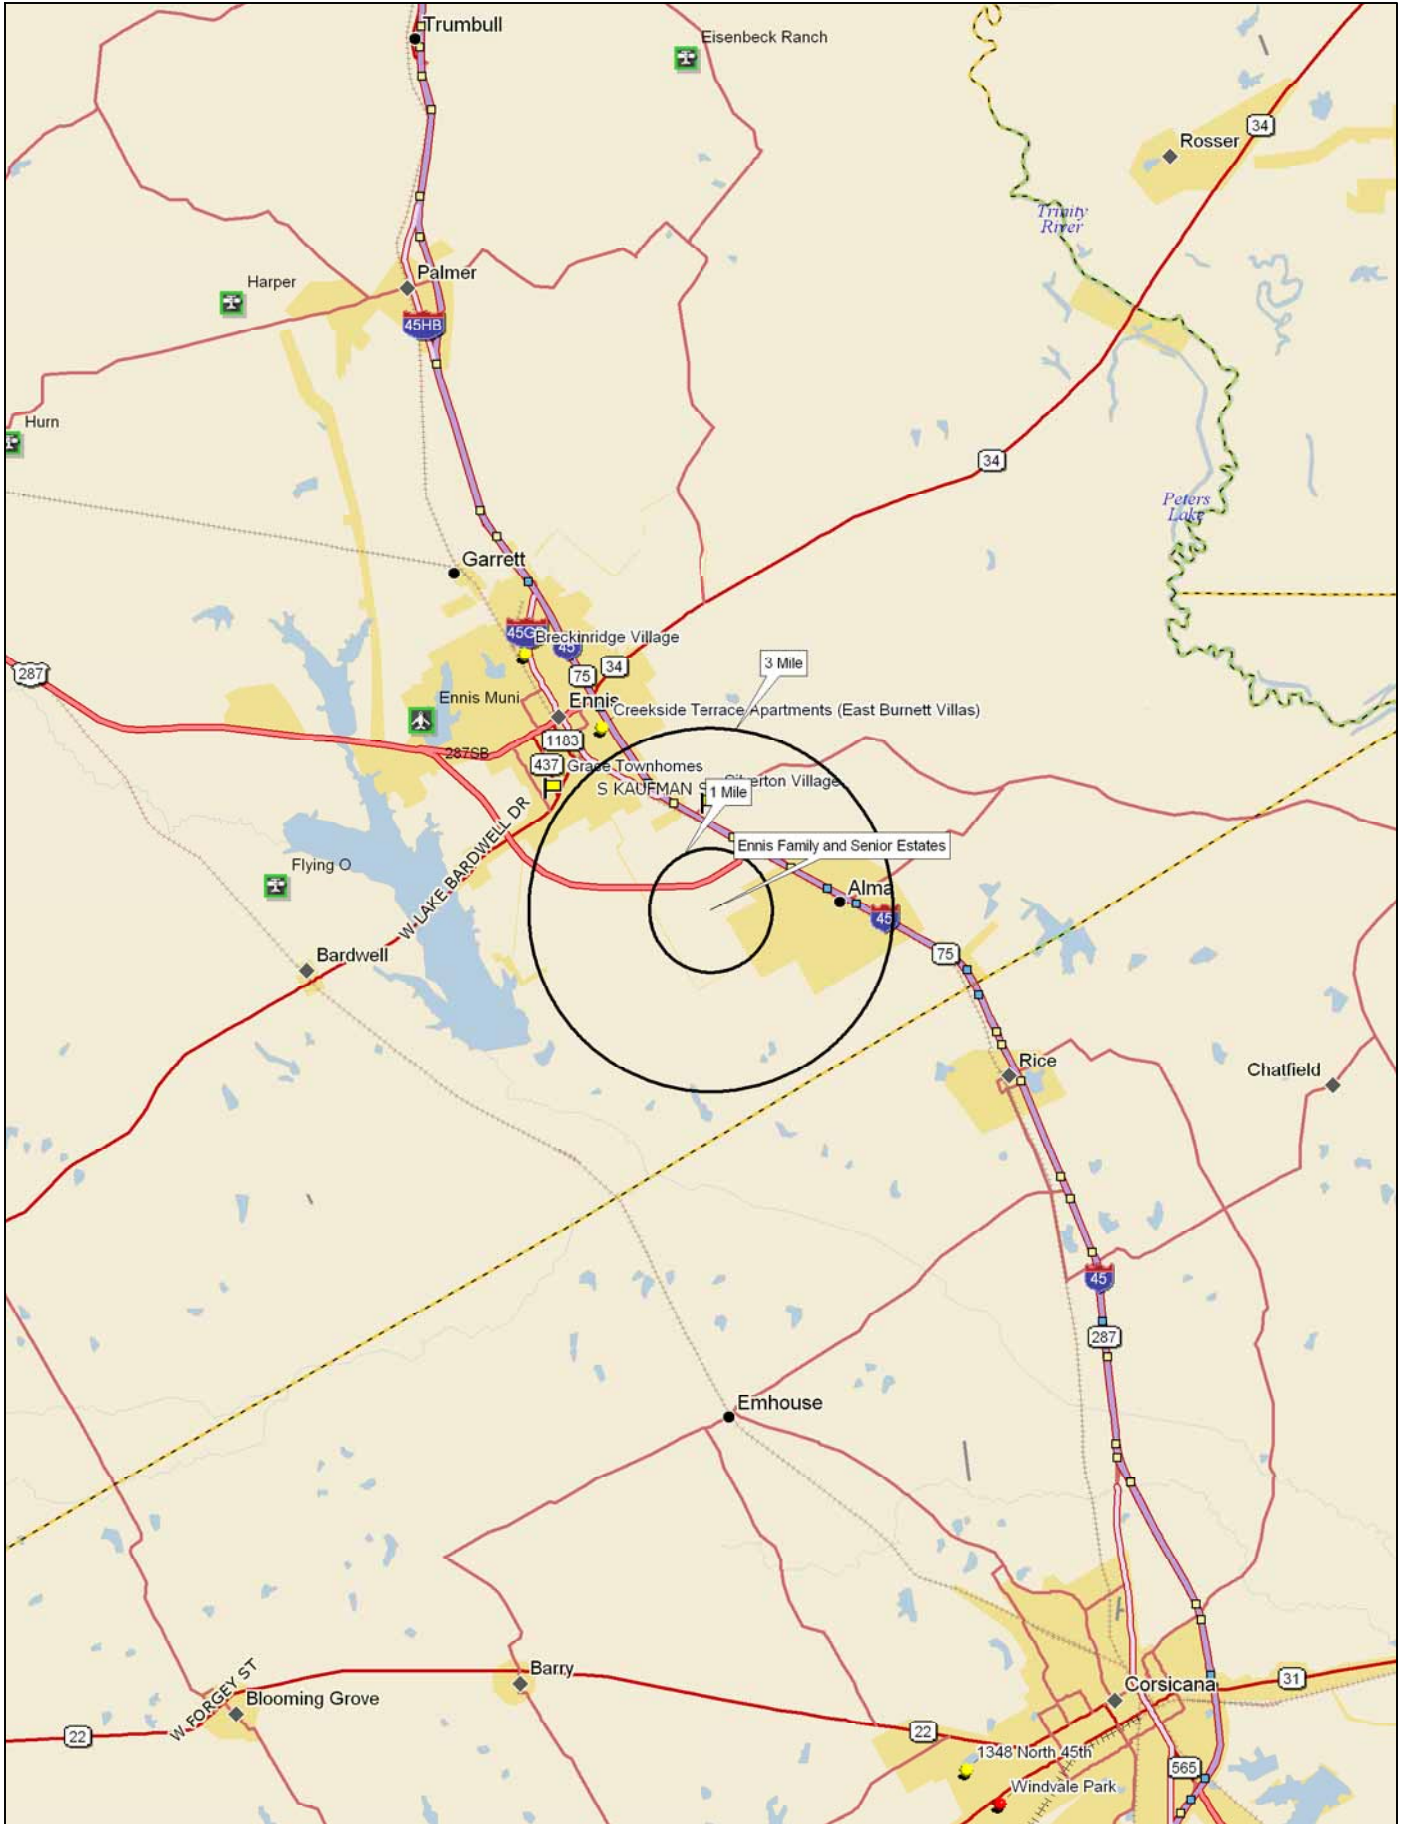 Trumbull
Eisenbeck Ranch
34
Rosser
Trinity
River
Palmer
Harper
45HB
Hurn
34
Peters
Lake
Garrett
Breckinridge Village
45
34
3 Mile
287
75
Ennis Muni
Ennis
Creekside Terrace Apartments (East Burnett Villas)
1183
287SB
437
Grace Townhomes
S KAUFMAN
1 Mile
Village
W LAKE BARDWELL DR
Ennis Family and Senior Estates
Flying O
Alma
45
Bardwell
75
Rice
Chatfield
45
287
Emhouse
Barry
Corsicana
31
W FORGEY ST
Blooming Grove
22
22
1348 North 45th
565
Windvale Park